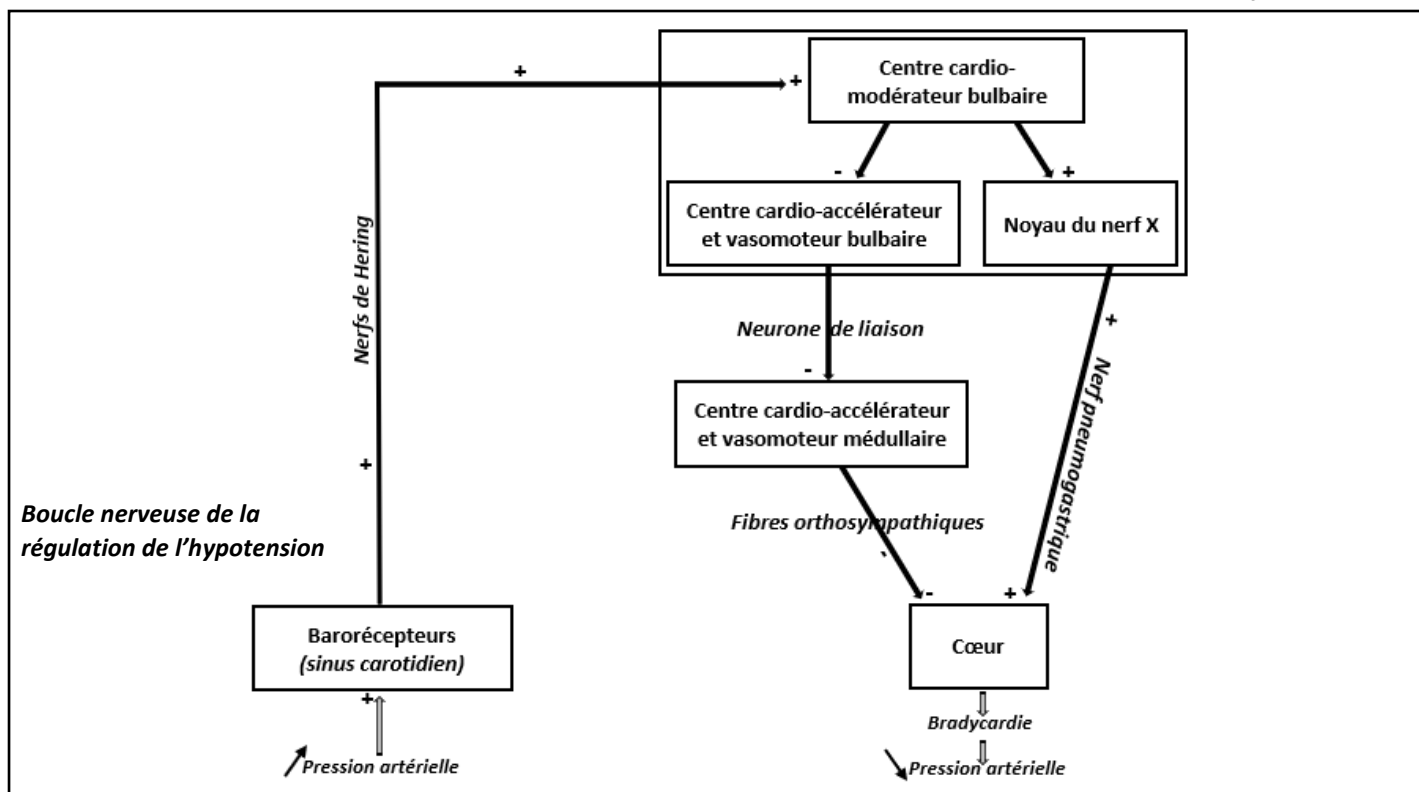 +
+
Centre cardio-
modérateur bulbaire
-
+
Centre cardio-accélérateur
et vasomoteur bulbaire
Noyau du nerf X
Nerfs de Hering
+
Neurone de liaison
-
Centre cardio-accélérateur
et vasomoteur médullaire
Nerf pneumogastrique
+
Boucle nerveuse de la
régulation de l’hypotension
Fibres orthosympathiques
-
-
+
Barorécepteurs
(sinus carotidien)
Cœur
+
Bradycardie
Pression artérielle
Pression artérielle